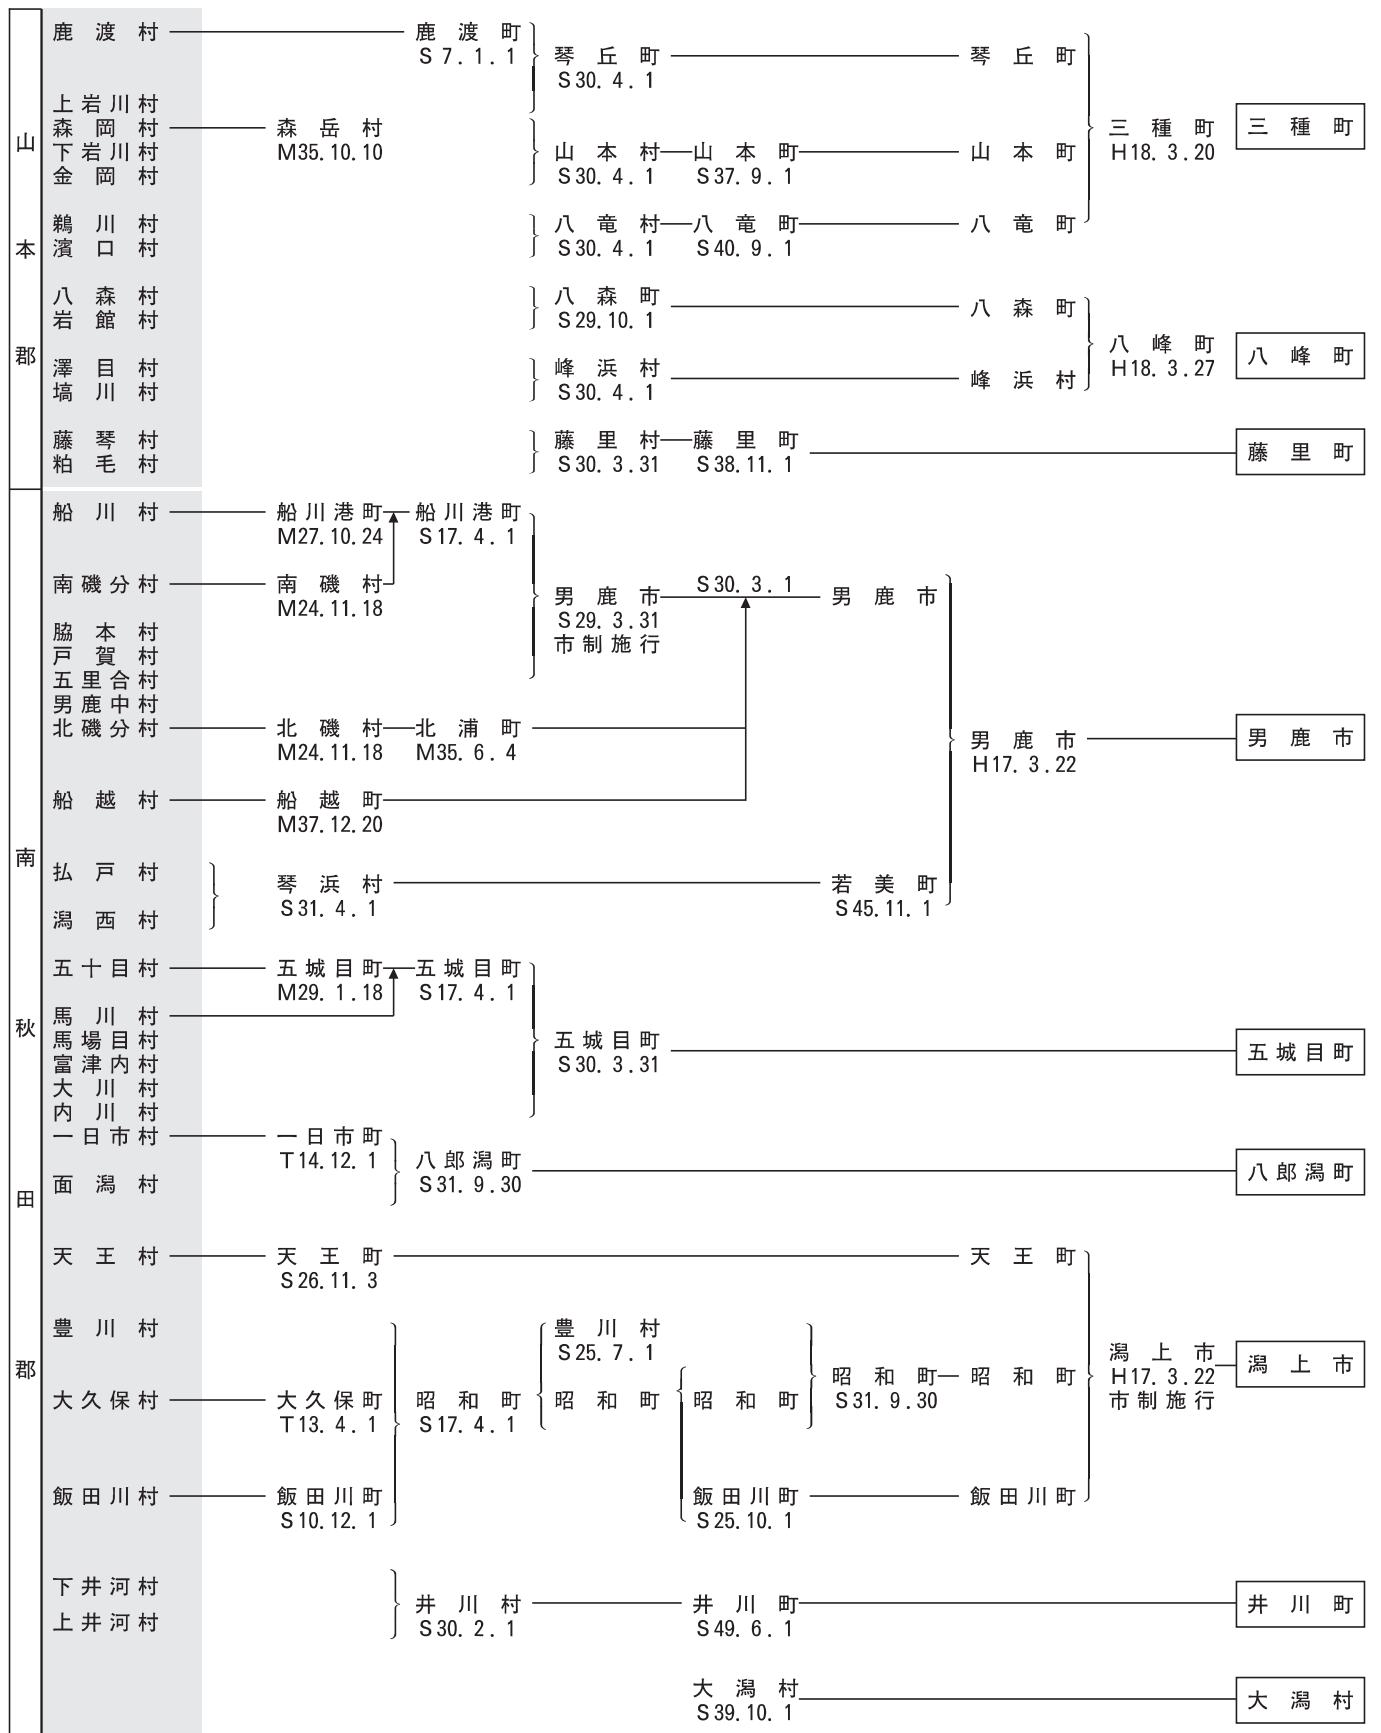 山本郡
鹿渡村 鹿渡町
S7.1.1 琴丘町 琴丘町
S30.4.1
上岩川村
森岡村 森岳村 三種町 三種町
下岩川村 M35.10.10 山本村 山本町 山本町 H18.3.20
金岡村 S30.4.1 S37.9.1
鵜川村 八竜村 八竜町 八竜町
濱口村 S30.4.1 S40.9.1
八森村 八森町 八森町
岩館村 S29.10.1
八峰町 八峰町
澤目村 峰浜村 峰浜村 H18.3.27
塙川村 S30.4.1
藤琴村 藤里村 藤里町 藤里町
粕毛村 S30.3.31 S38.11.1
南秋田郡
船川村 船川港町 船川港町
M27.10.24 S17.4.1
南磯分村 南磯村 男鹿市 S30.3.1 男鹿市
M24.11.18 S29.3.31
脇本村 市制施行
戸賀村
五里合村
男鹿中村
北磯分村 北磯村 北浦町 男鹿市 男鹿市
M24.11.18 M35.6.4 H17.3.22
船越村 船越町
M37.12.20
払戸村 琴浜村 若美町
S31.4.1 S45.11.1
潟西村
五十目村 五城目町 五城目町
M29.1.18 S17.4.1
馬川村
馬場目村 五城目町 五城目町
富津内村 S30.3.31
大川村
内川村
一日市村 一日市町
T14.12.1 八郎潟町 八郎潟町
面潟村 S31.9.30
天王村 天王町 天王町
S26.11.3
豊川村 豊川村
S25.7.1 潟上市 潟上市
昭和町 昭和町 H17.3.22
大久保村 大久保町 昭和町 昭和町 昭和町 S31.9.30 市制施行
T13.4.1 S17.4.1
飯田川村 飯田川町 飯田川町 飯田川町
S10.12.1 S25.10.1
下井河村 井川村 井川町 井川町
上井河村 S30.2.1 S49.6.1
大潟村 大潟村
S39.10.1